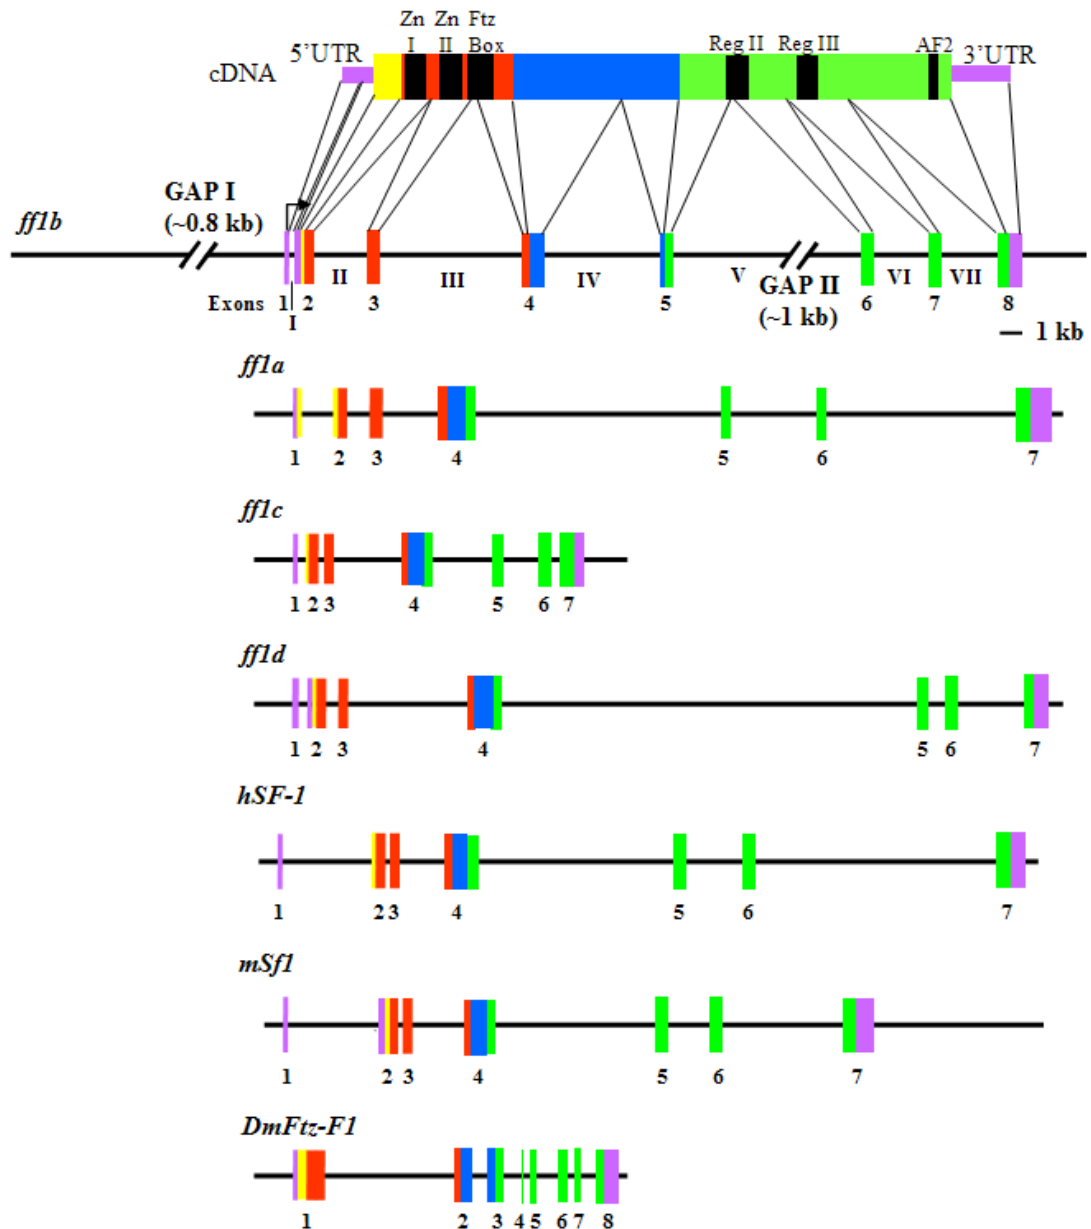 Zn Zn Ftz
I II Box
5’UTR
Reg II Reg III
AF2 3’UTR
cDNA
GAP I
(~0.8 kb)
ff1b
II III IV V VI VII
GAP II
(~1 kb)
Exons 1 2 3 4 5 6 7 8
I
1 kb
ff1a
1 2 3 4 5 6 7
ff1c
1 2 3 4 5 6 7
ff1d
1 2 3 4 5 6 7
hSF-1
1 2 3 4 5 6 7
mSf1
1 2 3 4 5 6 7
DmFtz-F1
1 2 3 4 5 6 7 8